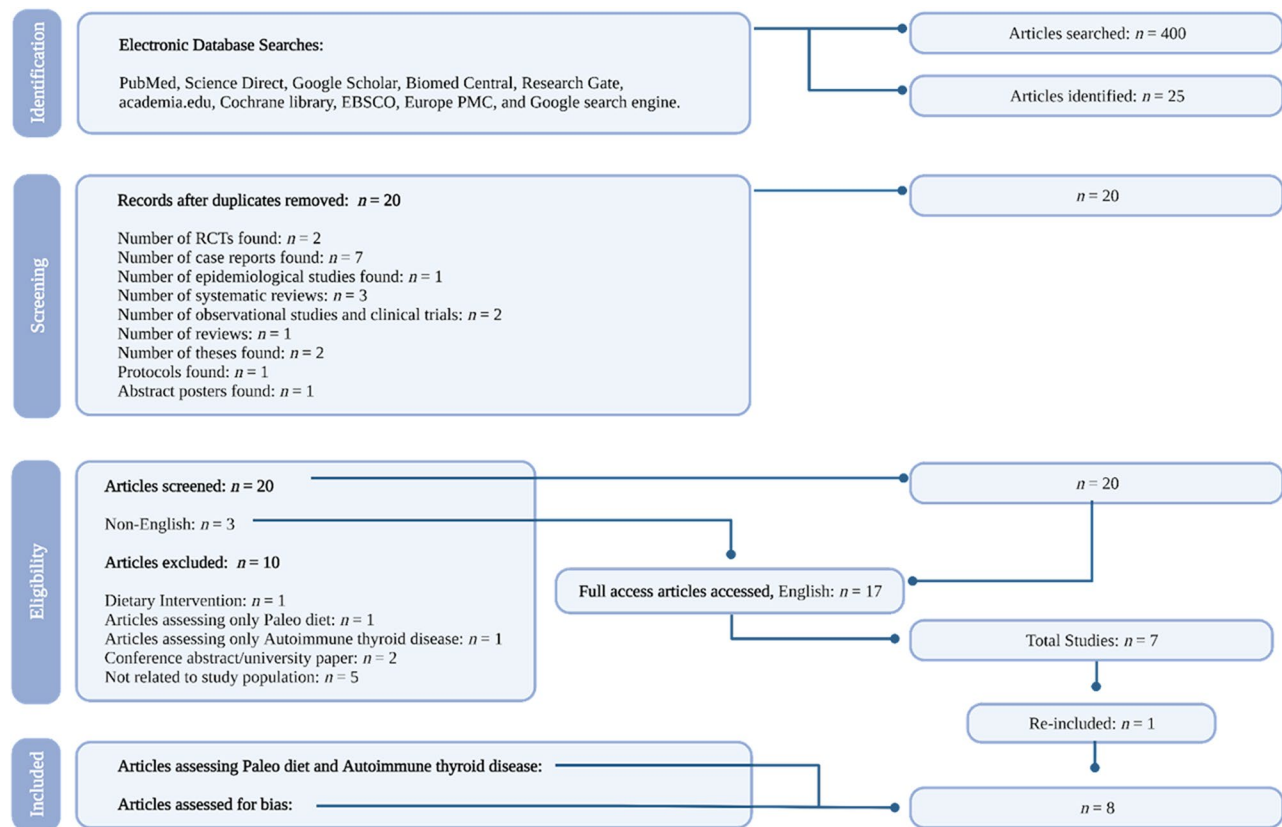 Identification
Electronic Database Searches:
PubMed, Science Direct, Google Scholar, Biomed Central, Research Gate,
academia.edu, Cochrane library, EBSCO, Europe PMC, and Google search engine.
Articles searched: n = 400
Articles identified: n = 25
Screening
Records after duplicates removed: n = 20
Number of RCTs found: n = 2
Number of case reports found: n = 7
Number of epidemiological studies found: n = 1
Number of systematic reviews: n = 3
Number of observational studies and clinical trials: n = 2
Number of reviews: n = 1
Number of theses found: n = 2
Protocols found: n = 1
Abstract posters found: n = 1
n = 20
Eligibility
Articles screened: n = 20
Non-English: n = 3
Articles excluded: n = 10
Dietary Intervention: n = 1
Articles assessing only Paleo diet: n = 1
Articles assessing only Autoimmune thyroid disease: n = 1
Conference abstract/university paper: n = 2
Not related to study population: n = 5
n = 20
Full access articles accessed, English: n = 17
Total Studies: n = 7
Re-included: n = 1
Included
Articles assessing Paleo diet and Autoimmune thyroid disease:
Articles assessed for bias:
n = 8